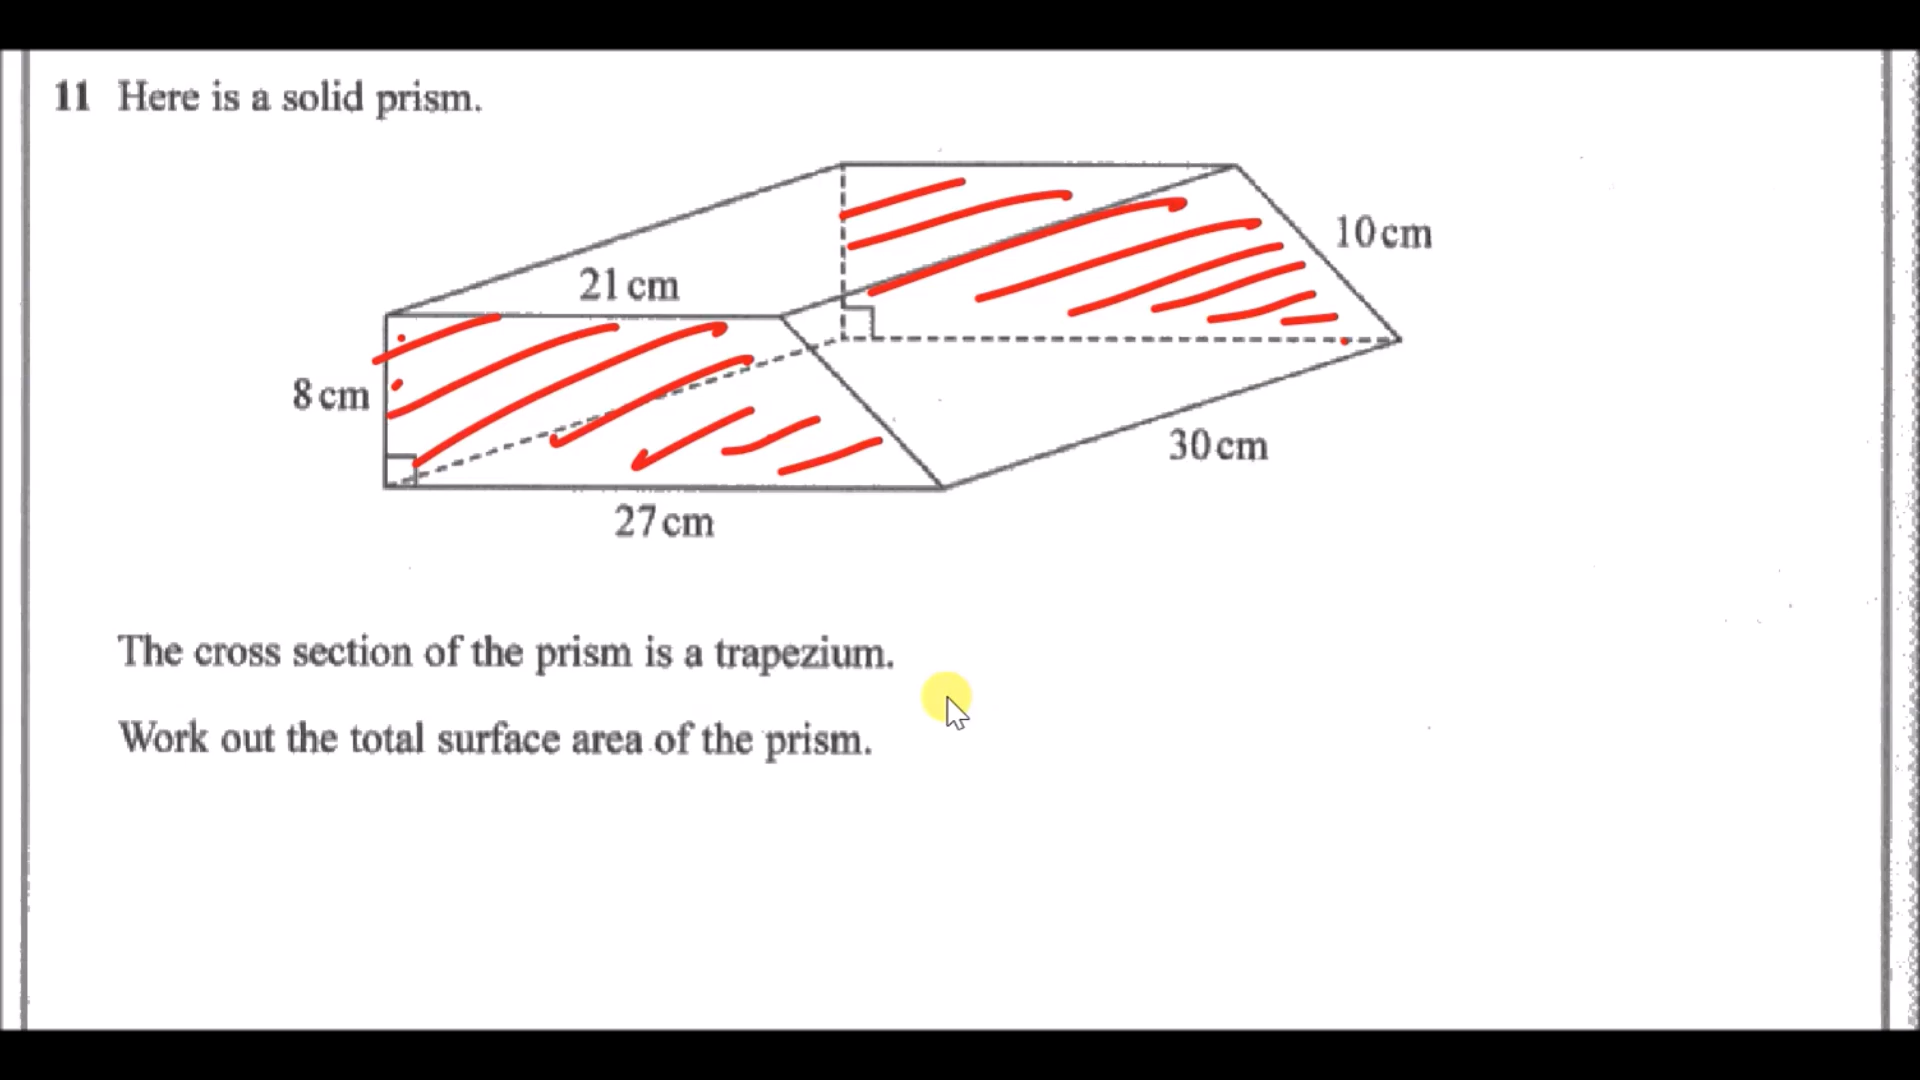 11 Here is a solid prism.
10 cm
21 cm
8 cm
30 cm
27 cm
The cross section of the prism is a trapezium.
Work out the total surface area of the prism.